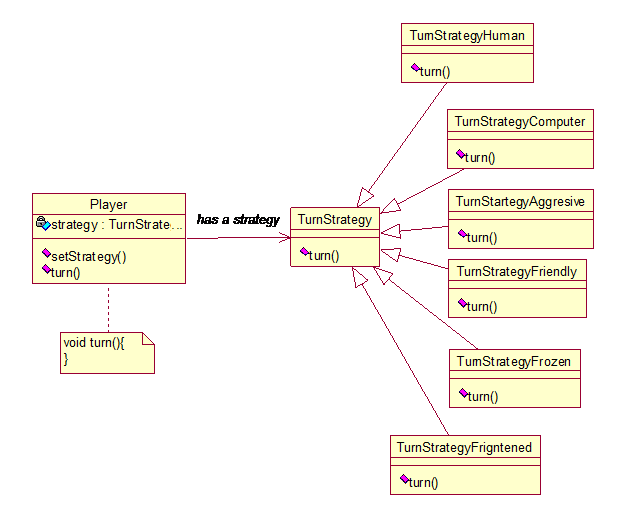 TurnStrategyHuman
turn()
TurnStrategyComputer
turn()
Player
strategy : TurnStrate...
setStrategy()
turn()
has a strategy
TurnStrategy
turn()
TurnStartegyAggresive
turn()
TurnStrategyFriendly
turn()
void turn(){
}
TurnStrategyFrozen
turn()
TurnStrategyFrigntened
turn()